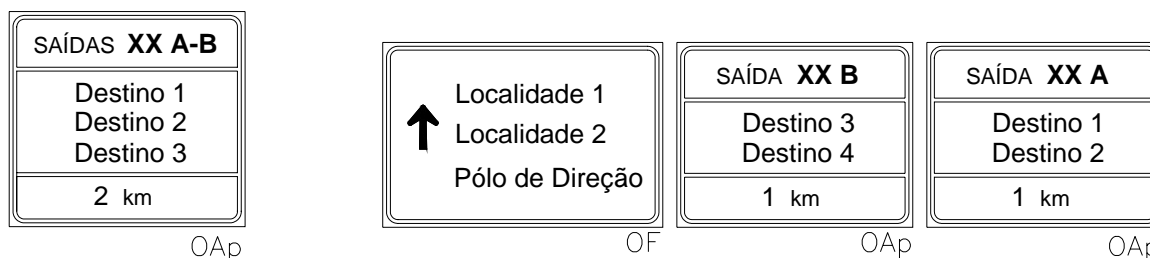 SAÍDAS XX A-B
Destino 1
Destino 2
Destino 3
2 km
OAp
Localidade 1
Localidade 2
Pólo de Direção
OF
SAÍDA XX B
Destino 3
Destino 4
1 km
OAp
SAÍDA XX A
Destino 1
Destino 2
1 km
OAp